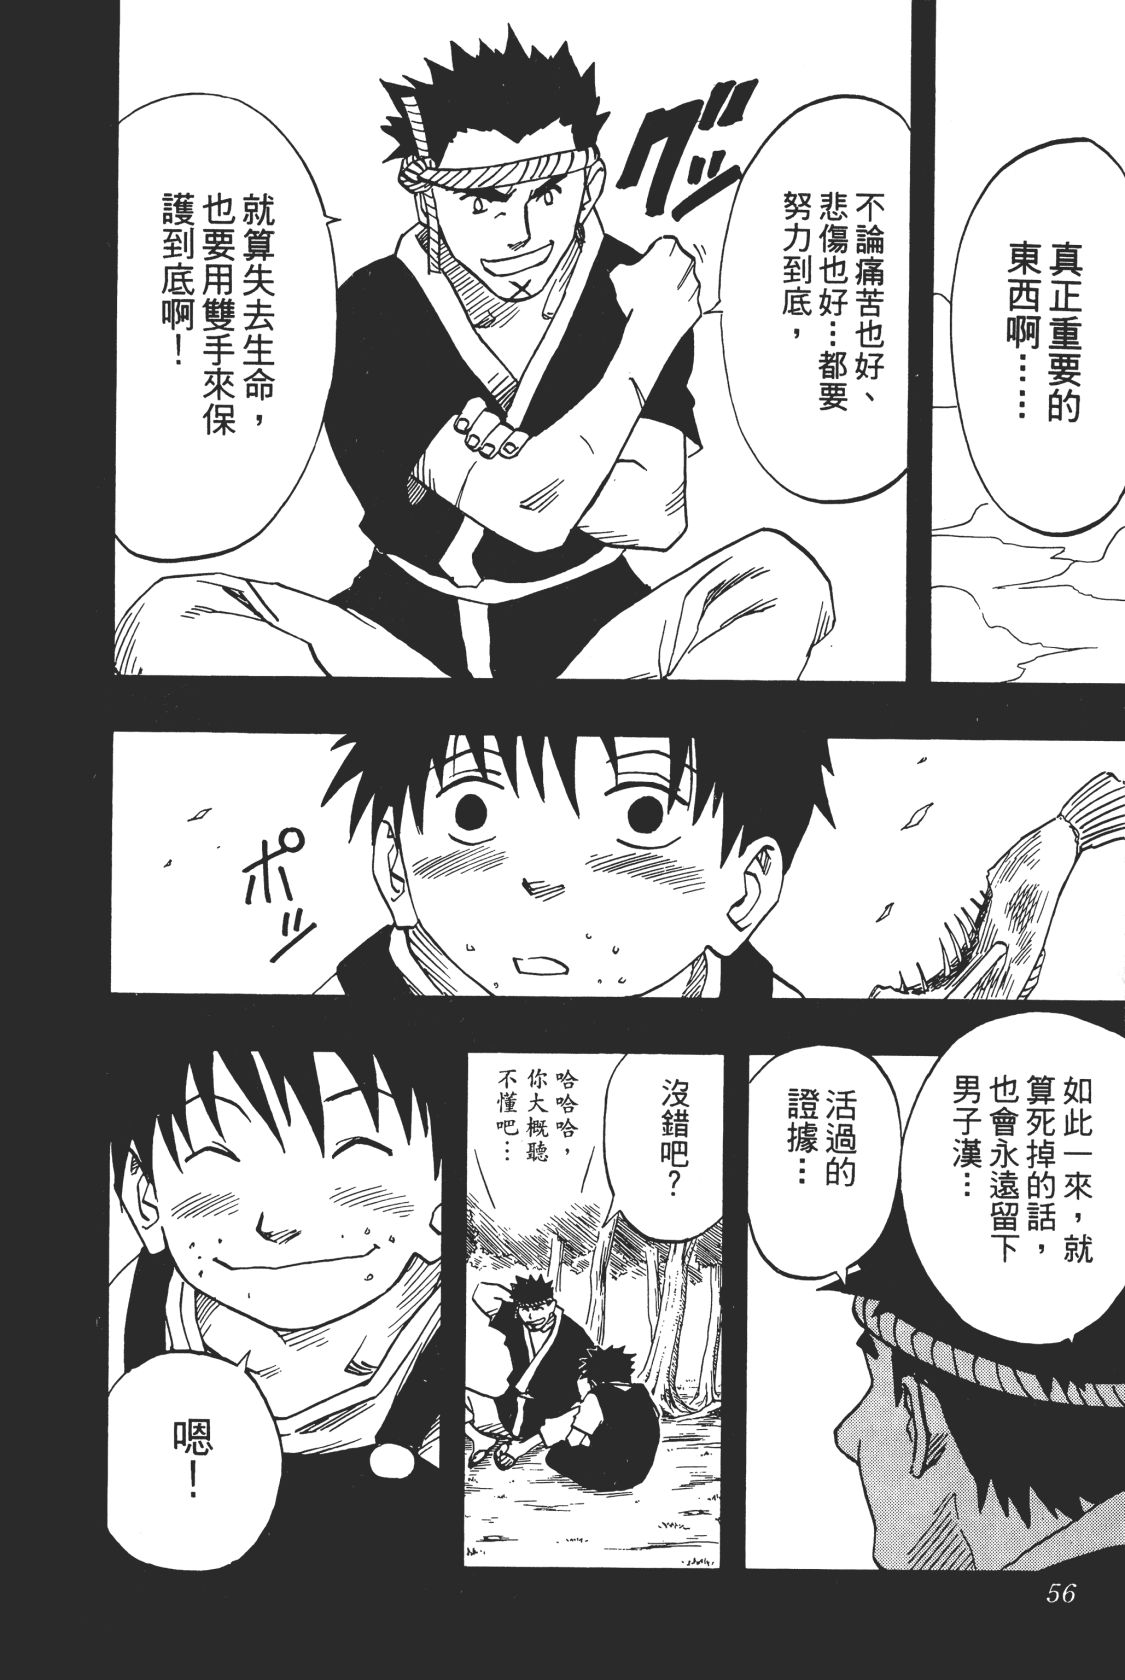 真正重要的
東西啊……
不論痛苦也好、
悲傷也好…都要
努力到底，
グッ
就算失去生命，
也要用雙手來保
護到底啊！
ポッ
如此一來，就
算死掉的話，
也會永遠留下
男子漢…
活過的
證據…
沒錯吧？
哈哈哈，
你大概聽
不懂吧…
嗯！
56